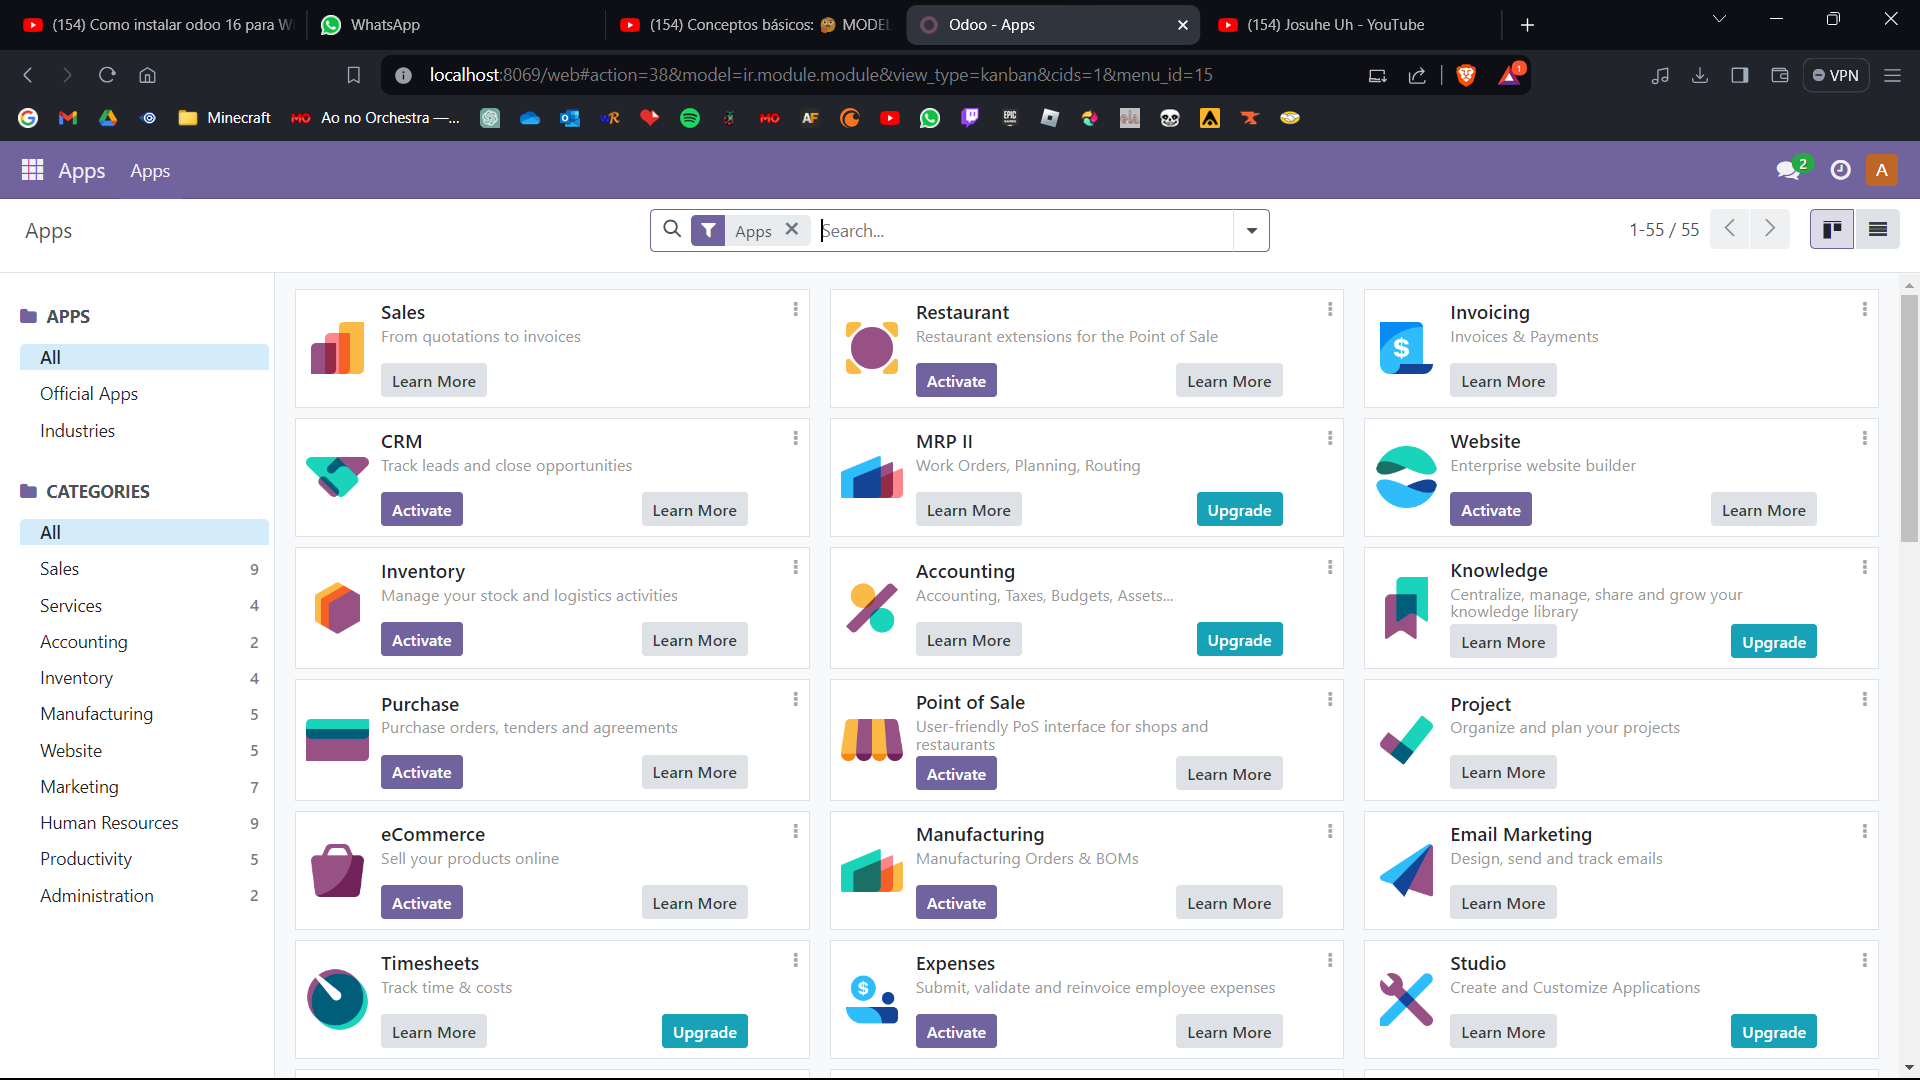 (154) Como instalar odoo 16 para Wi
WhatsApp
(154) Conceptos básicos: 🙈 MODEL
Odoo - Apps
(154) Josuhe Uh - YouTube
localhost:8069/web#action=38&model=ir.module.module&view_type=kanban&cids=1&menu_id=15
1
VPN
Minecraft
Ao no Orchestra —...
Apps
Apps
2
A
Apps
Apps
Search...
1-55 / 55
APPS
All
Official Apps
Industries
CATEGORIES
All
Sales 9
Services 4
Accounting 2
Inventory 4
Manufacturing 5
Website 5
Marketing 7
Human Resources 9
Productivity 5
Administration 2
Sales
From quotations to invoices
Learn More
Restaurant
Restaurant extensions for the Point of Sale
Activate
Learn More
Invoicing
Invoices & Payments
Learn More
CRM
Track leads and close opportunities
Activate
Learn More
MRP II
Work Orders, Planning, Routing
Learn More
Upgrade
Website
Enterprise website builder
Activate
Learn More
Inventory
Manage your stock and logistics activities
Activate
Learn More
Accounting
Accounting, Taxes, Budgets, Assets...
Learn More
Upgrade
Knowledge
Centralize, manage, share and grow your
knowledge library
Learn More
Upgrade
Purchase
Purchase orders, tenders and agreements
Activate
Learn More
Point of Sale
User-friendly PoS interface for shops and
restaurants
Activate
Learn More
Project
Organize and plan your projects
Learn More
eCommerce
Sell your products online
Activate
Learn More
Manufacturing
Manufacturing Orders & BOMs
Activate
Learn More
Email Marketing
Design, send and track emails
Learn More
Timesheets
Track time & costs
Learn More
Upgrade
Expenses
Submit, validate and reinvoice employee expenses
Activate
Learn More
Studio
Create and Customize Applications
Learn More
Upgrade